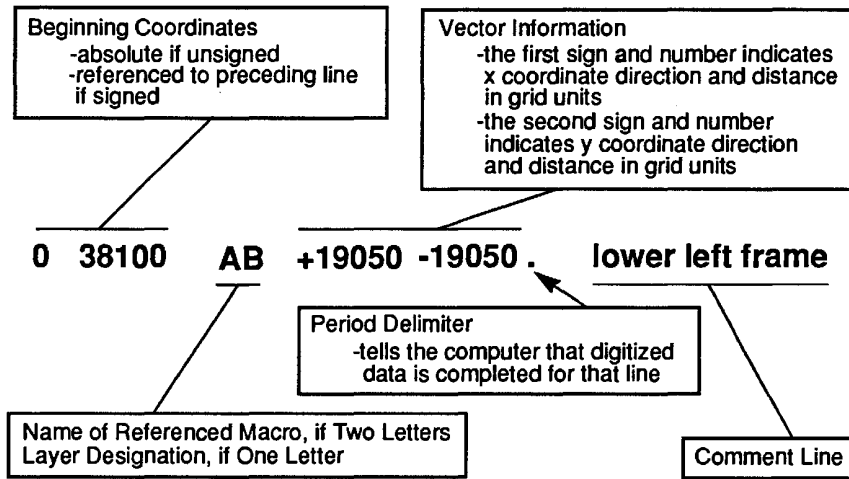 Beginning Coordinates
-absolute if unsigned
-referenced to preceding line
if signed
Vector Information
-the first sign and number indicates
x coordinate direction and distance
in grid units
-the second sign and number
indicates y coordinate direction
and distance in grid units
0 38100 AB +19050 -19050 . lower left frame
Period Delimiter
-tells the computer that digitized
data is completed for that line
Name of Referenced Macro, if Two Letters
Layer Designation, if One Letter
Comment Line